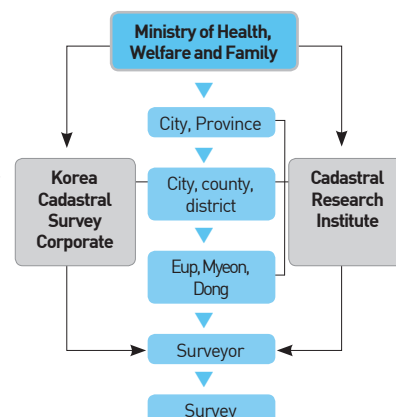 Ministry of Health,
Welfare and Family
City, Province
Korea
Cadastral
Survey
Corporate
City, county,
district
Cadastral
Research
Institute
Eup, Myeon,
Dong
Surveyor
Survey